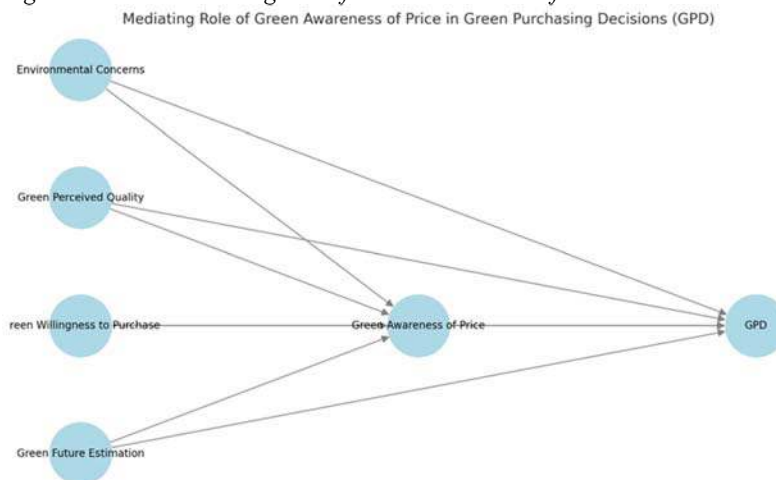 Mediating Role of Green Awareness of Price in Green Purchasing Decisions (GPD)
Environmental Concerns
Green Perceived Quality
reen Willingness to Purchase
Green Awareness of Price
GPD
Green Future Estimation